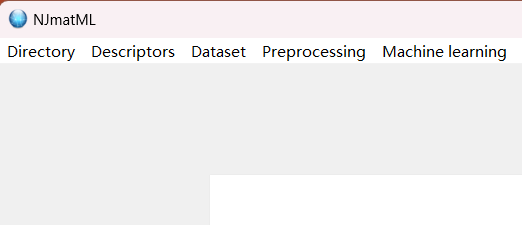 NJmatML
Directory Descriptors Dataset Preprocessing Machine learning